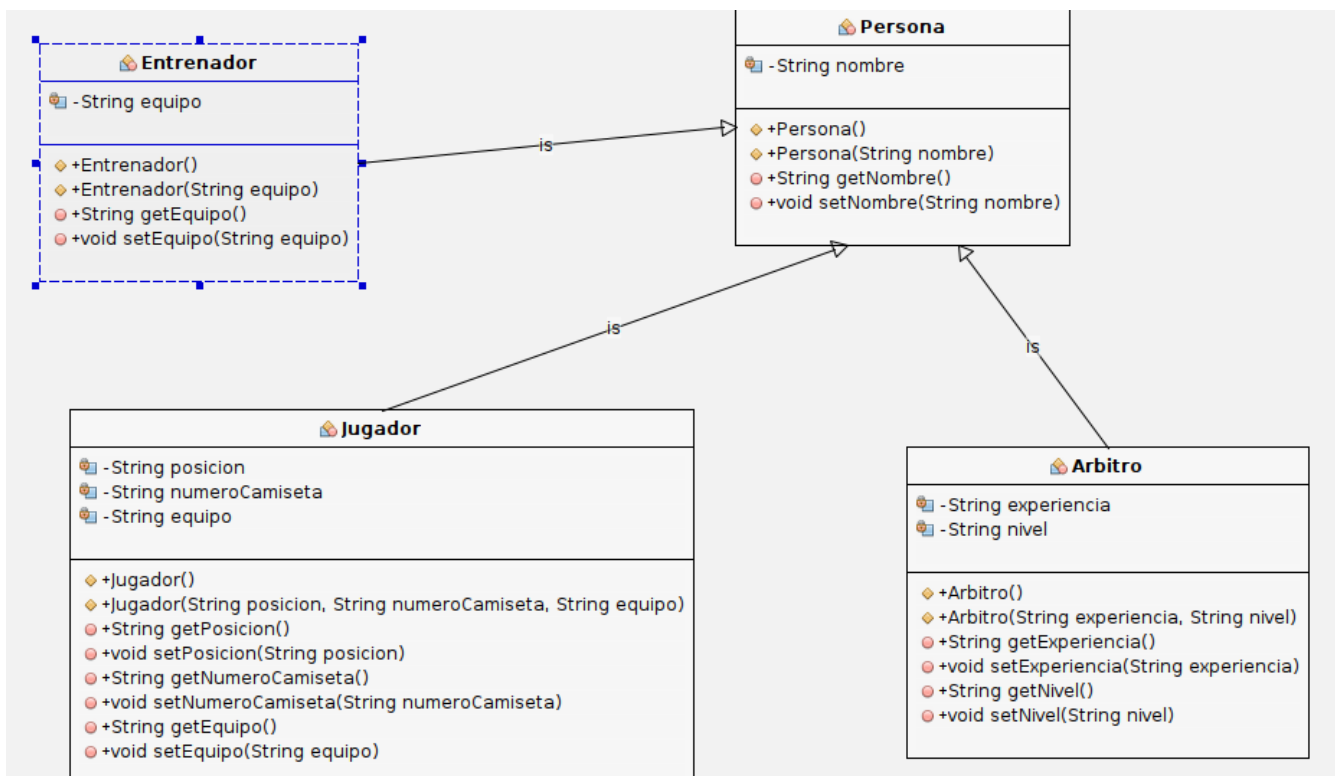 Entrenador
-String equipo
+Entrenador()
+Entrenador(String equipo)
+String getEquipo()
+void setEquipo(String equipo)
is
Persona
-String nombre
+Persona()
+Persona(String nombre)
+String getNombre()
+void setNombre(String nombre)
is
is
Jugador
-String posicion
-String numeroCamiseta
-String equipo
+Jugador()
+Jugador(String posicion, String numeroCamiseta, String equipo)
+String getPosicion()
+void setPosicion(String posicion)
+String getNumeroCamiseta()
+void setNumeroCamiseta(String numeroCamiseta)
+String getEquipo()
+void setEquipo(String equipo)
Arbitro
-String experiencia
-String nivel
+Arbitro()
+Arbitro(String experiencia, String nivel)
+String getExperiencia()
+void setExperiencia(String experiencia)
+String getNivel()
+void setNivel(String nivel)